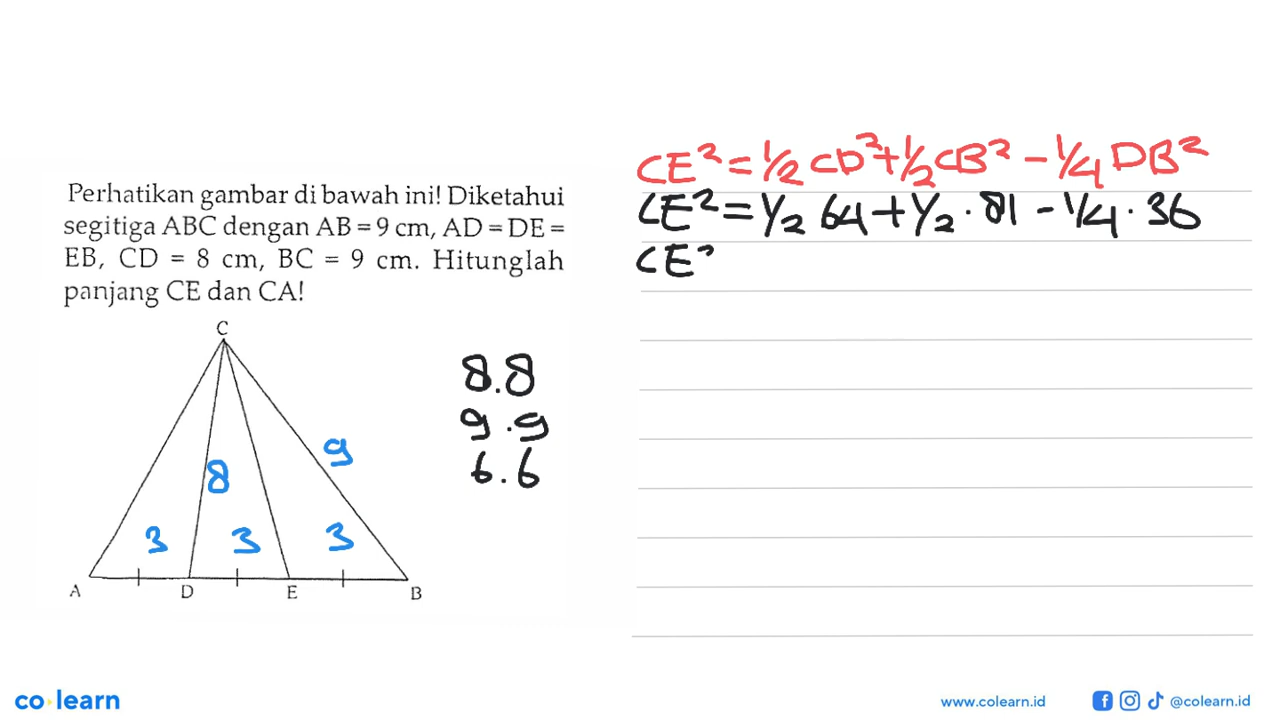 Perhatikan gambar di bawah ini! Diketahui
segitiga ABC dengan AB = 9 cm, AD = DE =
EB, CD = 8 cm, BC = 9 cm. Hitunglah
panjang CE dan CA!
C
8
9
3
3
3
A
D
E
B
8.8
9.9
6.6
CE² = 1/2 CD² + 1/2 CB² - 1/4 DB²
CE² = 1/2 64 + 1/2 . 81 - 1/4 . 36
CE²
co learn
www.colearn.id
@colearn.id